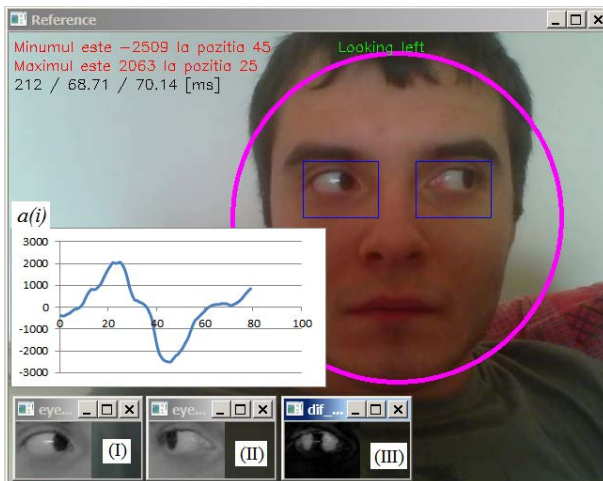 Reference
Minumul este -2509 la pozitia 45
Looking left
Maximul este 2063 la pozitia 25
212 / 68.71 / 70.14 [ms]
a(i)
3000
2000
1000
0
-1000
-2000
-3000
0 20 40 60 80 100
eye...
eye...
dif_...
(I)
(II)
(III)